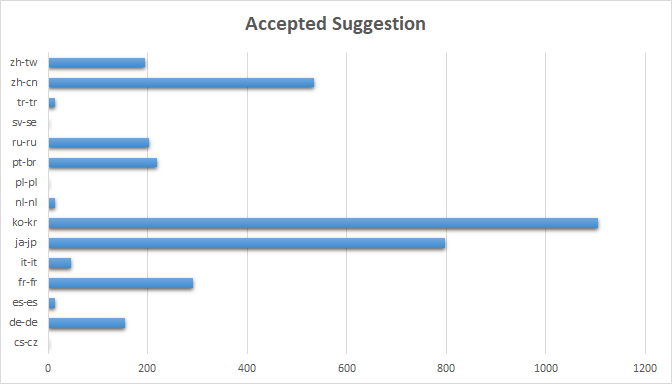 Accepted Suggestion
zh-tw
zh-cn
tr-tr
sv-se
ru-ru
pt-br
pl-pl
nl-nl
ko-kr
ja-jp
it-it
fr-fr
es-es
de-de
cs-cz
0 200 400 600 800 1000 1200